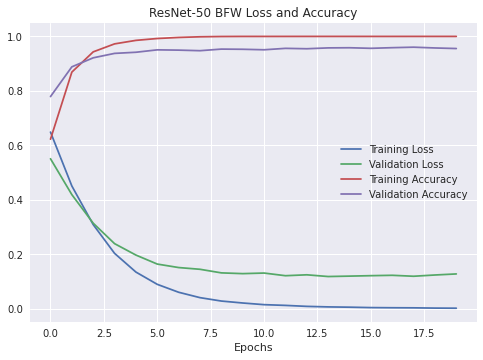 ResNet-50 BFW Loss and Accuracy
1.0
0.8
0.6
0.4
0.2
0.0
Training Loss
Validation Loss
Training Accuracy
Validation Accuracy
0.0 2.5 5.0 7.5 10.0 12.5 15.0 17.5
Epochs